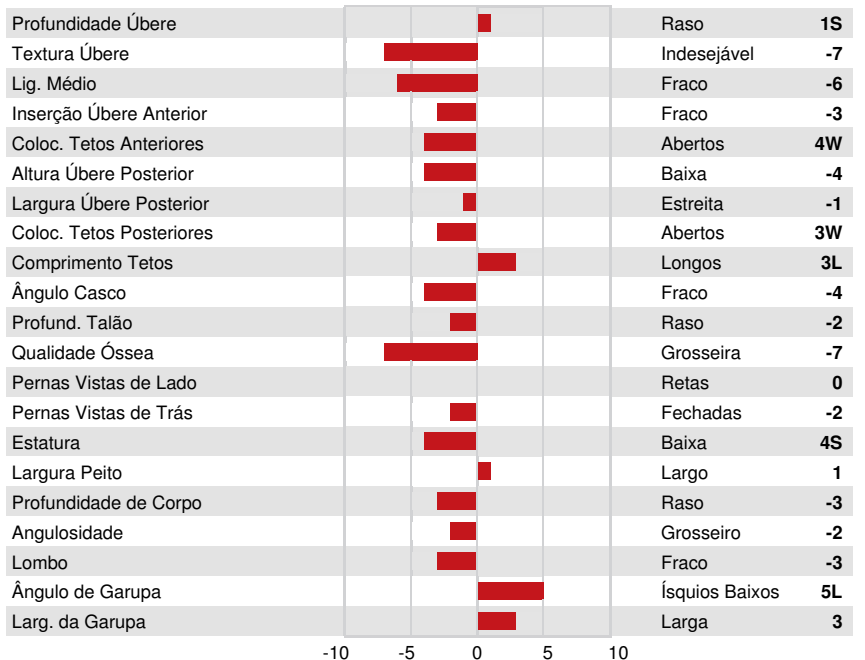 Profundidade Úbere Raso 1S
Textura Úbere Indesejável -7
Lig. Médio Fraco -6
Inserção Úbere Anterior Fraco -3
Coloc. Tetos Anteriores Abertos 4W
Altura Úbere Posterior Baixa -4
Largura Úbere Posterior Estreita -1
Coloc. Tetos Posteriores Abertos 3W
Comprimento Tetos Longos 3L
Ângulo Casco Fraco -4
Profund. Talão Raso -2
Qualidade Óssea Grosseira -7
Pernas Vistas de Lado Retas 0
Pernas Vistas de Trás Fechadas -2
Estatura Baixa 4S
Largura Peito Largo 1
Profundidade de Corpo Raso -3
Angulosidade Grosseiro -2
Lombo Fraco -3
Ângulo de Garupa Ísquios Baixos 5L
Larg. da Garupa Larga 3
-10 -5 0 5 10